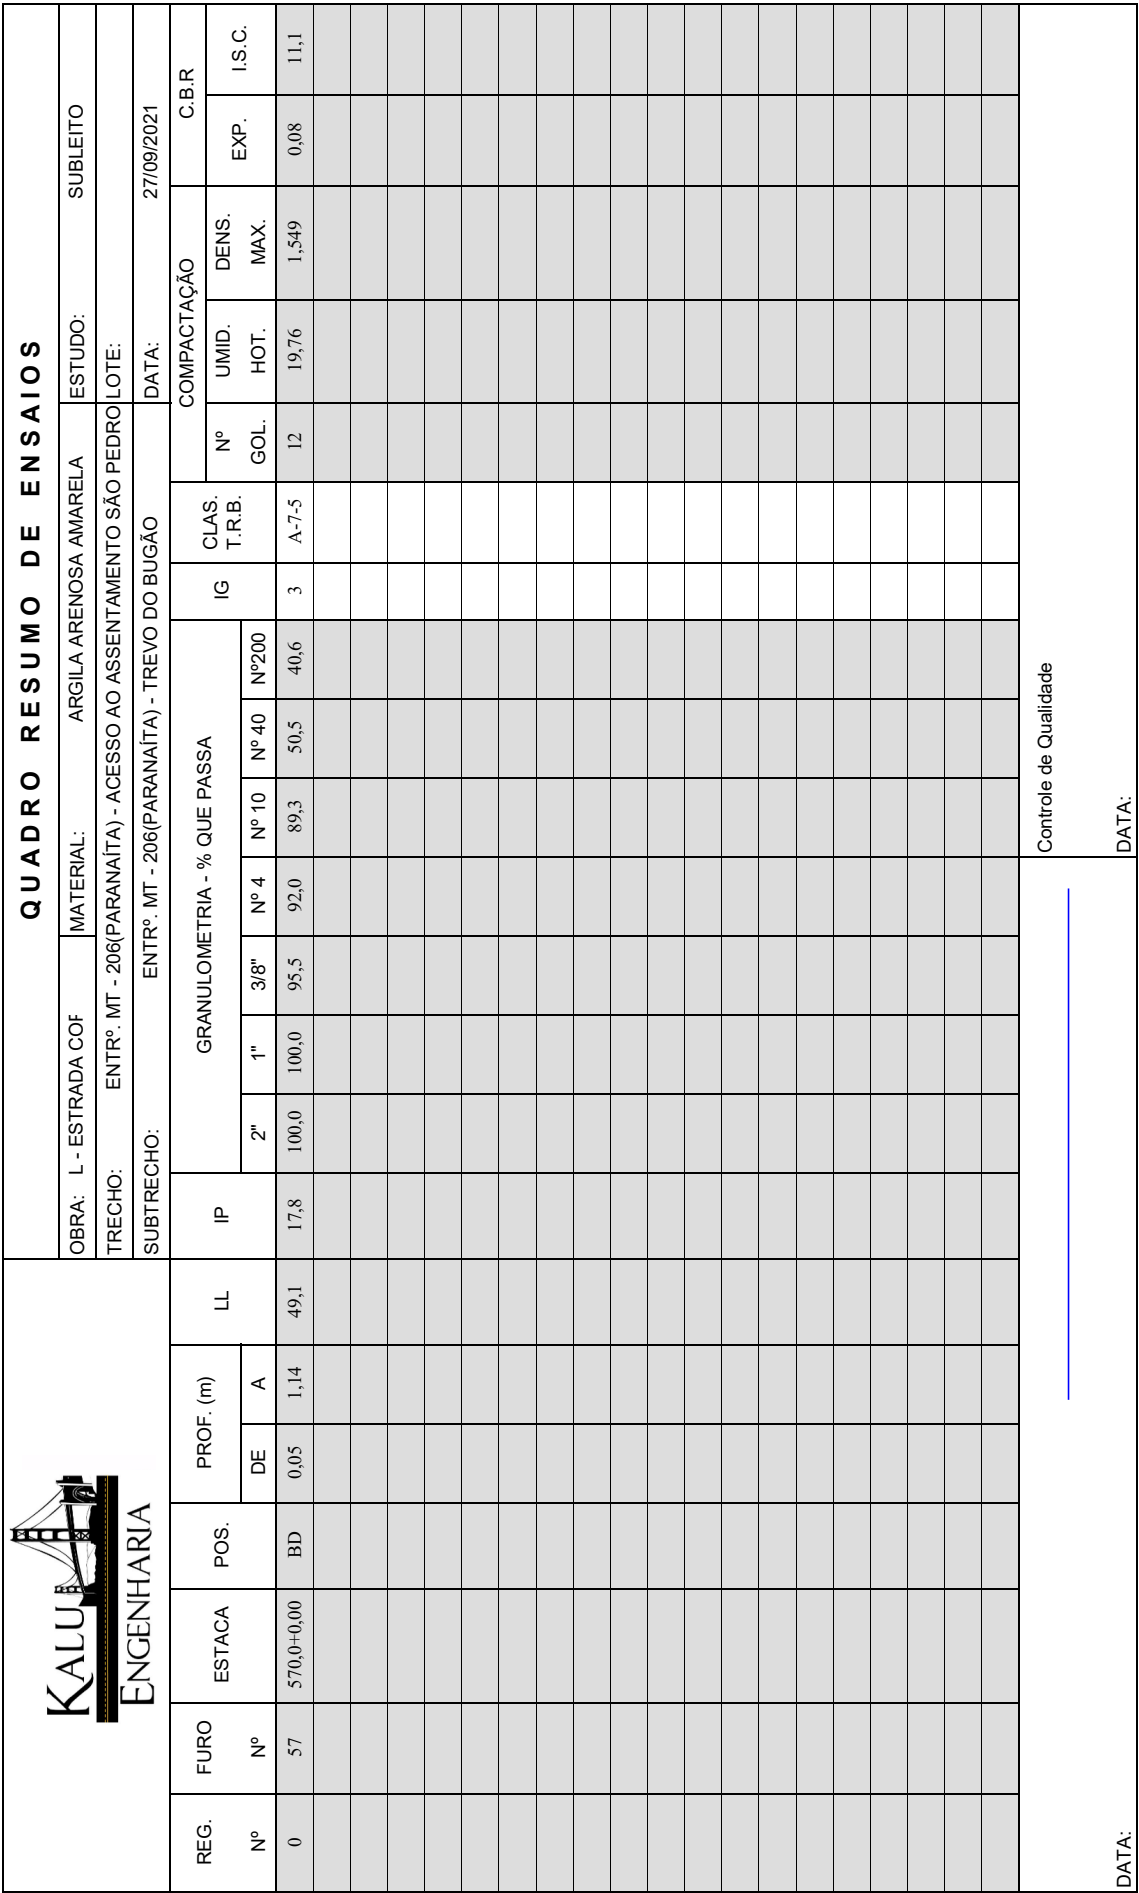 KALU
ENGENHARIA
QUADRO RESUMO DE ENSAIOS
OBRA: L - ESTRADA COF MATERIAL: ARGILA ARENOSA AMARELA ESTUDO: SUBLEITO
TRECHO: ENTRº. MT - 206(PARANAÍTA) - ACESSO AO ASSENTAMENTO SÃO PEDRO LOTE:
SUBTRECHO: ENTRº. MT - 206(PARANAÍTA) - TREVO DO BUGÃO DATA: 27/09/2021
REG. Nº FURO Nº ESTACA POS. PROF. (m) LL IP GRANULOMETRIA - % QUE PASSA IG CLAS. T.R.B. COMPACTAÇÃO C.B.R
DE A 2" 1" 3/8" Nº 4 Nº 10 Nº 40 Nº200 Nº GOL. UMID. HOT. DENS. MAX. EXP. I.S.C.
0 57 570,0+0,00 BD 0,05 1,14 49,1 17,8 100,0 100,0 95,5 92,0 89,3 50,5 40,6 3 A-7-5 12 19,76 1,549 0,08 11,1
Controle de Qualidade
DATA: DATA: